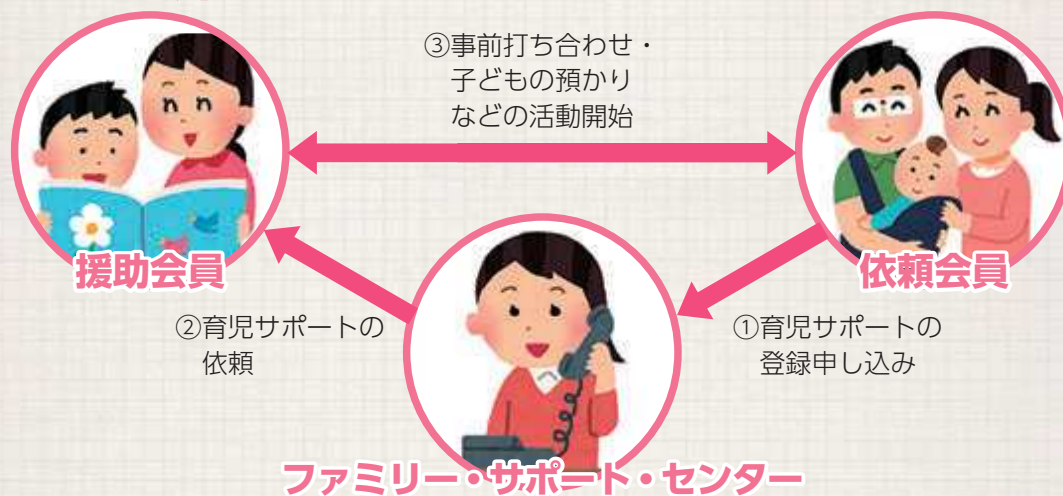 ③事前打ち合わせ・
子どもの預かり
などの活動開始
援助会員
依頼会員
②育児サポートの
依頼
①育児サポートの
登録申し込み
ファミリー・サポート・センター